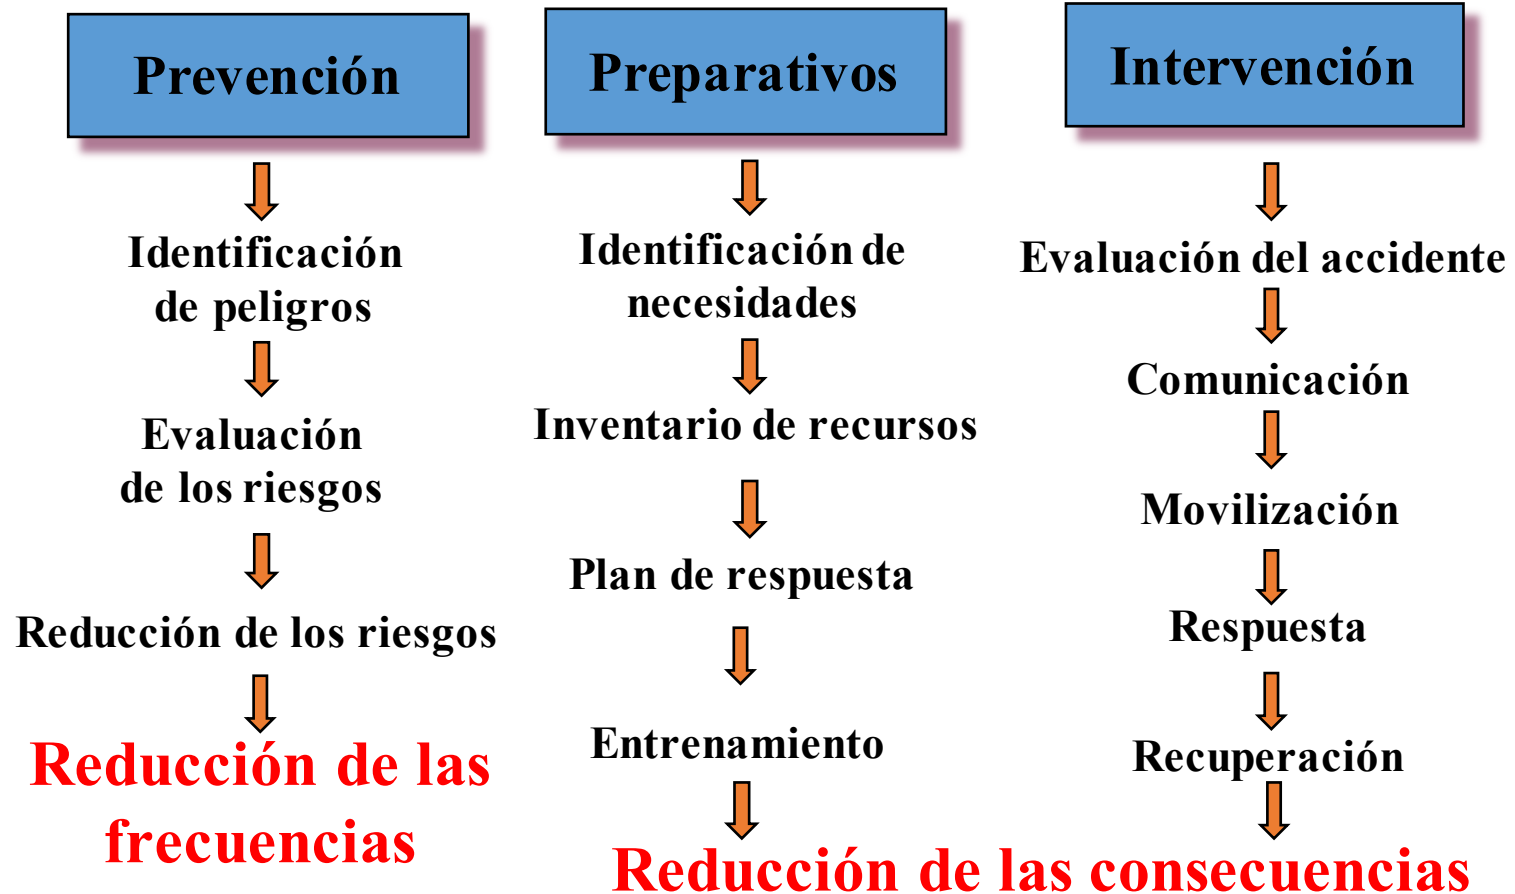 Prevención
Identificación
de peligros
Evaluación
de los riesgos
Reducción de los riesgos
Reducción de las
frecuencias
Preparativos
Identificación de
necesidades
Inventario de recursos
Plan de respuesta
Entrenamiento
Intervención
Evaluación del accidente
Comunicación
Movilización
Respuesta
Recuperación
Reducción de las consecuencias